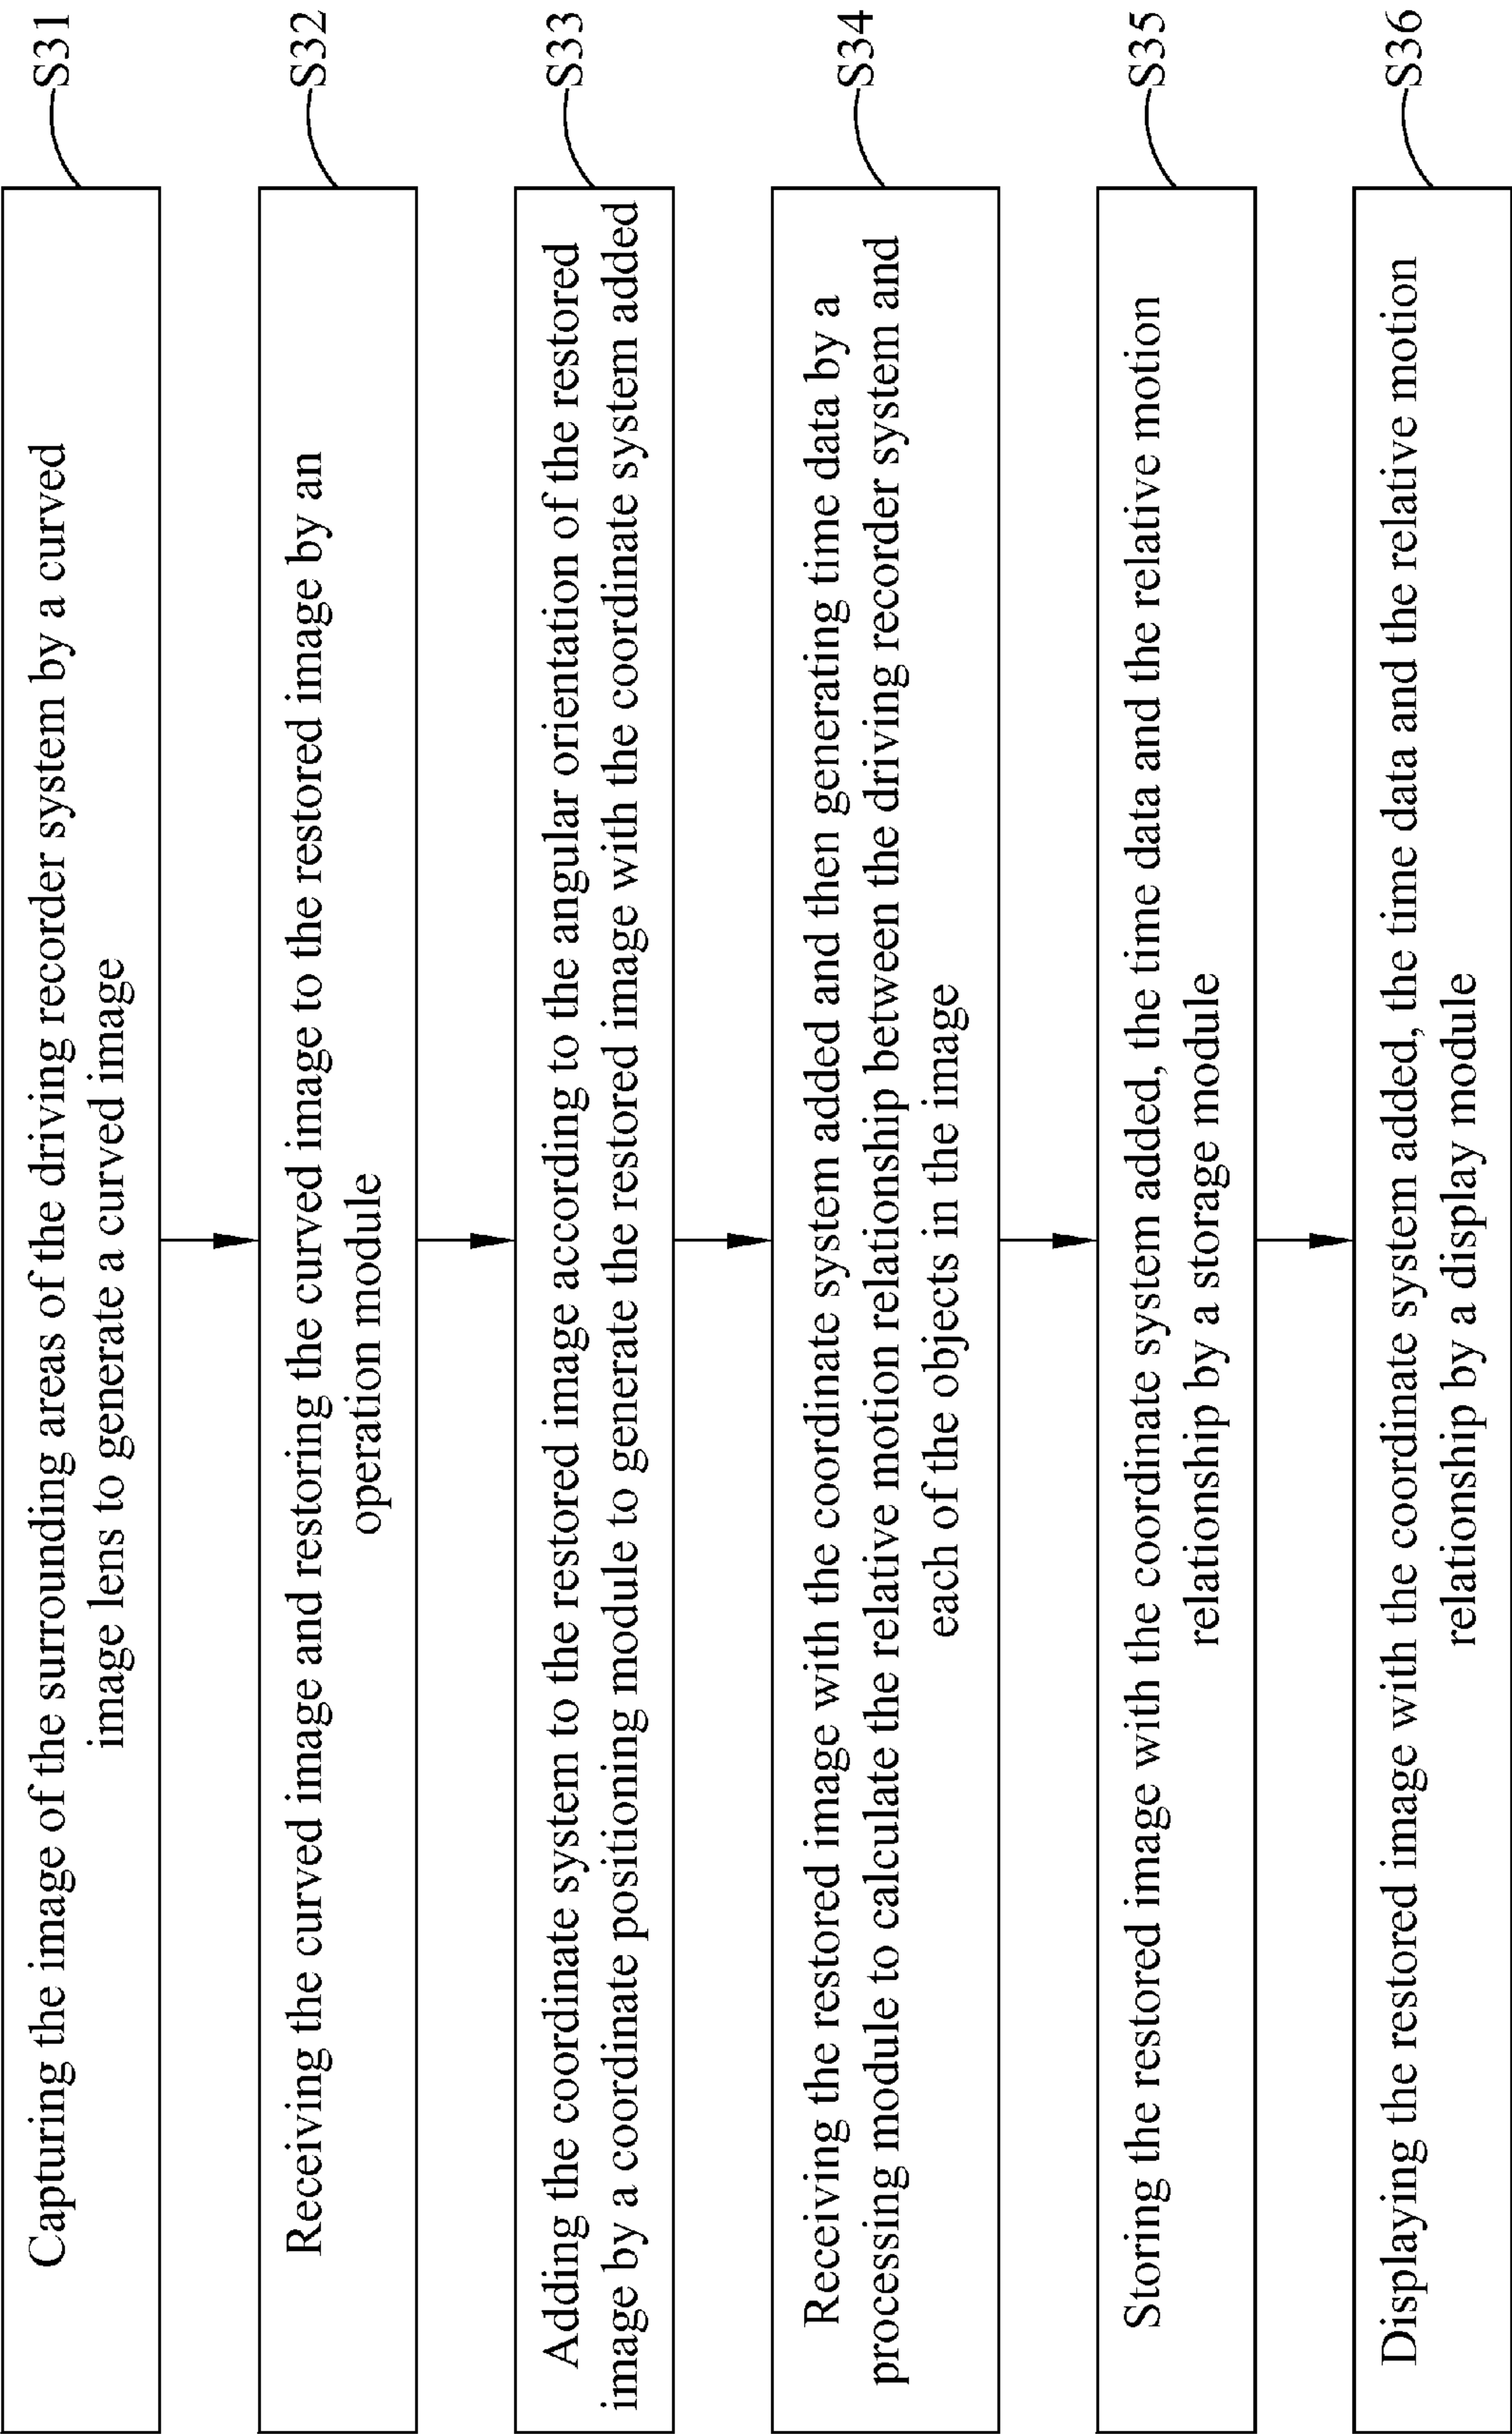 Capturing the image of the surrounding areas of the driving recorder system by a curved
image lens to generate a curved image
S31
Receiving the curved image and restoring the curved image to the restored image by an
operation module
S32
Adding the coordinate system to the restored image according to the angular orientation of the restored
image by a coordinate positioning module to generate the restored image with the coordinate system added
S33
Receiving the restored image with the coordinate system added and then generating time data by a
processing module to calculate the relative motion relationship between the driving recorder system and
each of the objects in the image
S34
Storing the restored image with the coordinate system added, the time data and the relative motion
relationship by a storage module
S35
Displaying the restored image with the coordinate system added, the time data and the relative motion
relationship by a display module
S36